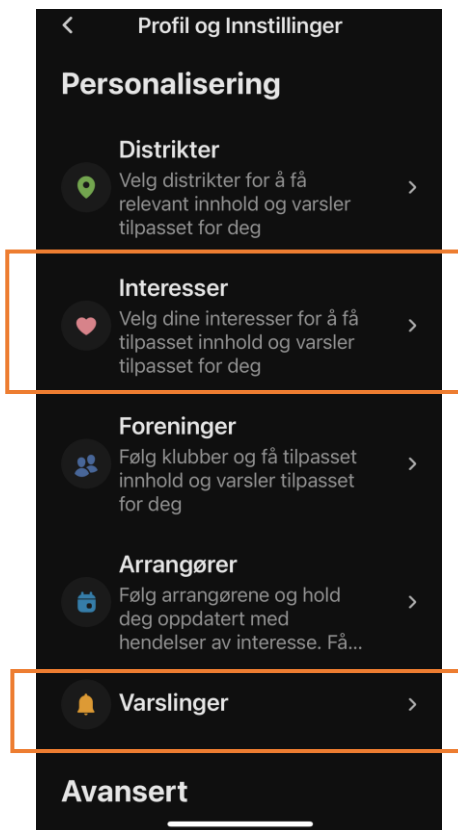 Profil og Innstillinger
Personalisering
Distrikter
Velg distrikter for å få
relevant innhold og varsler
tilpasset for deg
Interesser
Velg dine interesser for å få
tilpasset innhold og varsler
tilpasset for deg
Foreninger
Følg klubber og få tilpasset
innhold og varsler tilpasset
for deg
Arrangører
Følg arrangørene og hold
deg oppdatert med
hendelser av interesse. Få...
Varslinger
Avansert